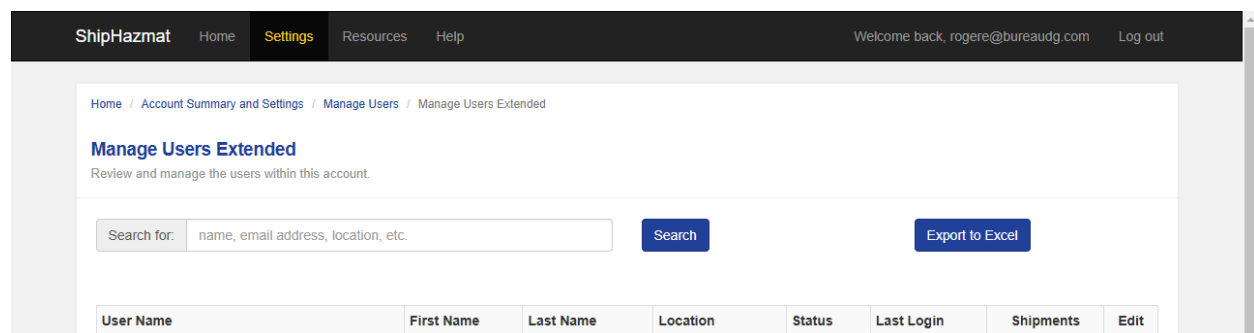 ShipHazmat Home Settings Resources Help Welcome back, rogere@bureaudg.com Log out
Home / Account Summary and Settings / Manage Users / Manage Users Extended
Manage Users Extended
Review and manage the users within this account.
Search for: name, email address, location, etc. Search Export to Excel
User Name First Name Last Name Location Status Last Login Shipments Edit